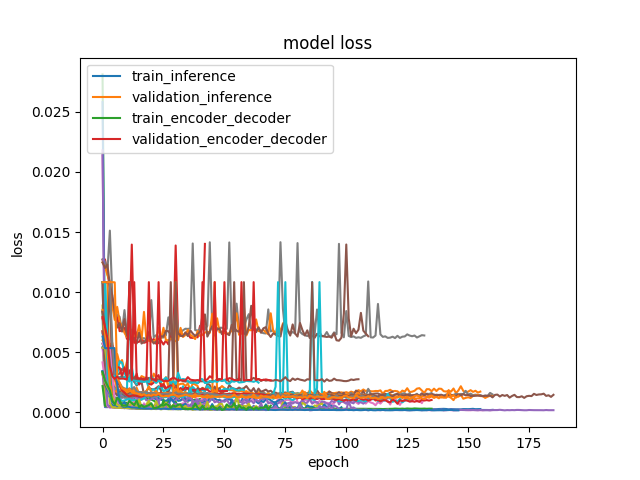 model loss
train_inference
validation_inference
train_encoder_decoder
validation_encoder_decoder
loss
0.025
0.020
0.015
0.010
0.005
0.000
0 25 50 75 100 125 150 175
epoch